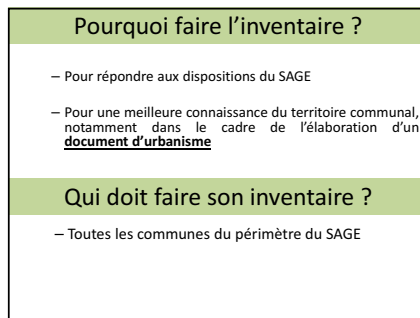 Pourquoi faire l’inventaire ?
– Pour répondre aux dispositions du SAGE
– Pour une meilleure connaissance du territoire communal,
notamment dans le cadre de l’élaboration d’un
document d’urbanisme
Qui doit faire son inventaire ?
– Toutes les communes du périmètre du SAGE